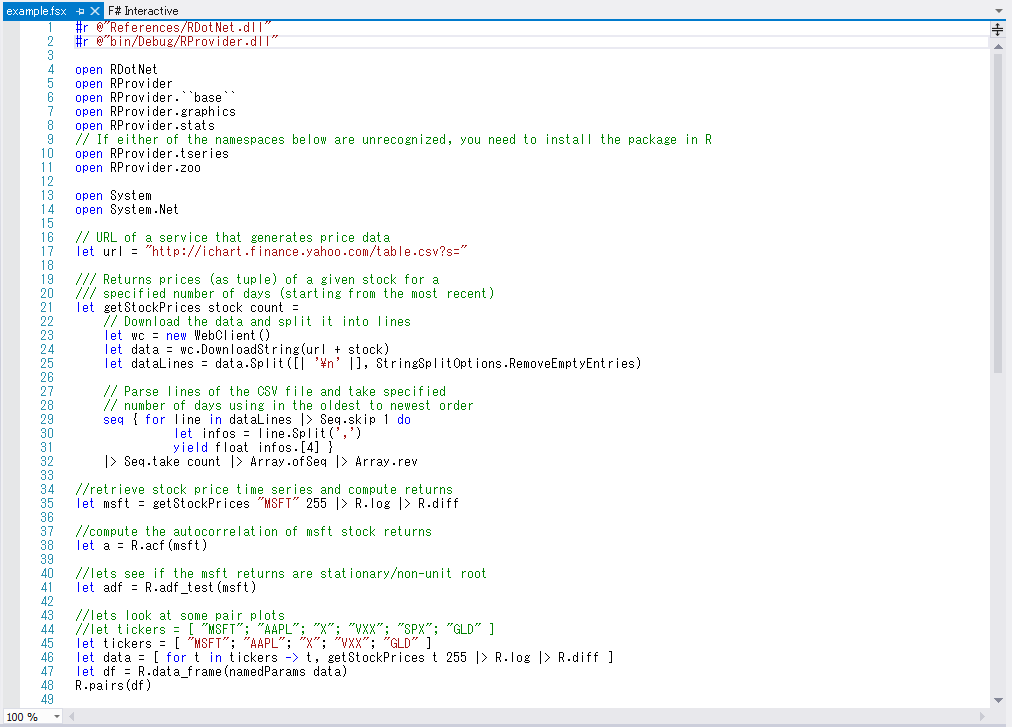 example.fsx F# Interactive
1 #r @"References/RDotNet.dll"
2 #r @"bin/Debug/RProvider.dll"
3
4 open RDotNet
5 open RProvider
6 open RProvider.``base``
7 open RProvider.graphics
8 open RProvider.stats
9 // If either of the namespaces below are unrecognized, you need to install the package in R
10 open RProvider.tseries
11 open RProvider.zoo
12
13 open System
14 open System.Net
15
16 // URL of a service that generates price data
17 let url = "http://ichart.finance.yahoo.com/table.csv?s="
18
19 /// Returns prices (as tuple) of a given stock for a
20 /// specified number of days (starting from the most recent)
21 let getStockPrices stock count =
22     // Download the data and split it into lines
23     let wc = new WebClient()
24     let data = wc.DownloadString(url + stock)
25     let dataLines = data.Split([| '¥n' |], StringSplitOptions.RemoveEmptyEntries)
26
27     // Parse lines of the CSV file and take specified
28     // number of days using in the oldest to newest order
29     seq { for line in dataLines |> Seq.skip 1 do
30               let infos = line.Split(',')
31               yield float infos.[4] }
32     |> Seq.take count |> Array.ofSeq |> Array.rev
33
34 //retrieve stock price time series and compute returns
35 let msft = getStockPrices "MSFT" 255 |> R.log |> R.diff
36
37 //compute the autocorrelation of msft stock returns
38 let a = R.acf(msft)
39
40 //lets see if the msft returns are stationary/non-unit root
41 let adf = R.adf_test(msft)
42
43 //lets look at some pair plots
44 //let tickers = [ "MSFT"; "AAPL"; "X"; "VXX"; "SPX"; "GLD" ]
45 let tickers = [ "MSFT"; "AAPL"; "X"; "VXX"; "GLD" ]
46 let data = [ for t in tickers -> t, getStockPrices t 255 |> R.log |> R.diff ]
47 let df = R.data_frame(namedParams data)
48 R.pairs(df)
49
100 %